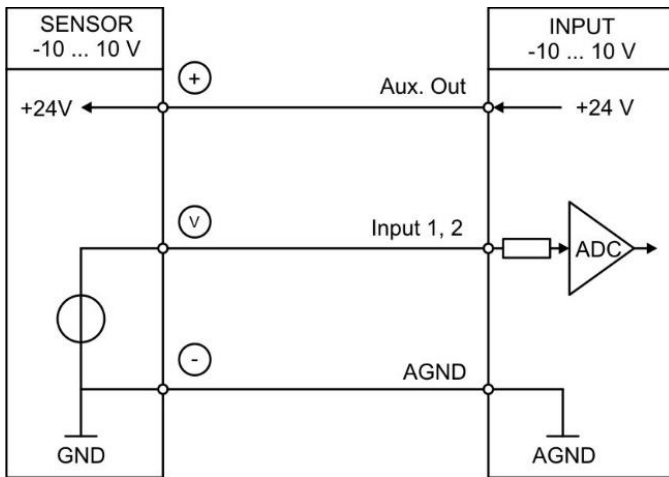 SENSOR
-10 ... 10 V
INPUT
-10 ... 10 V
+
Aux. Out
+24V
+24 V
V
Input 1, 2
ADC
-
AGND
GND
AGND